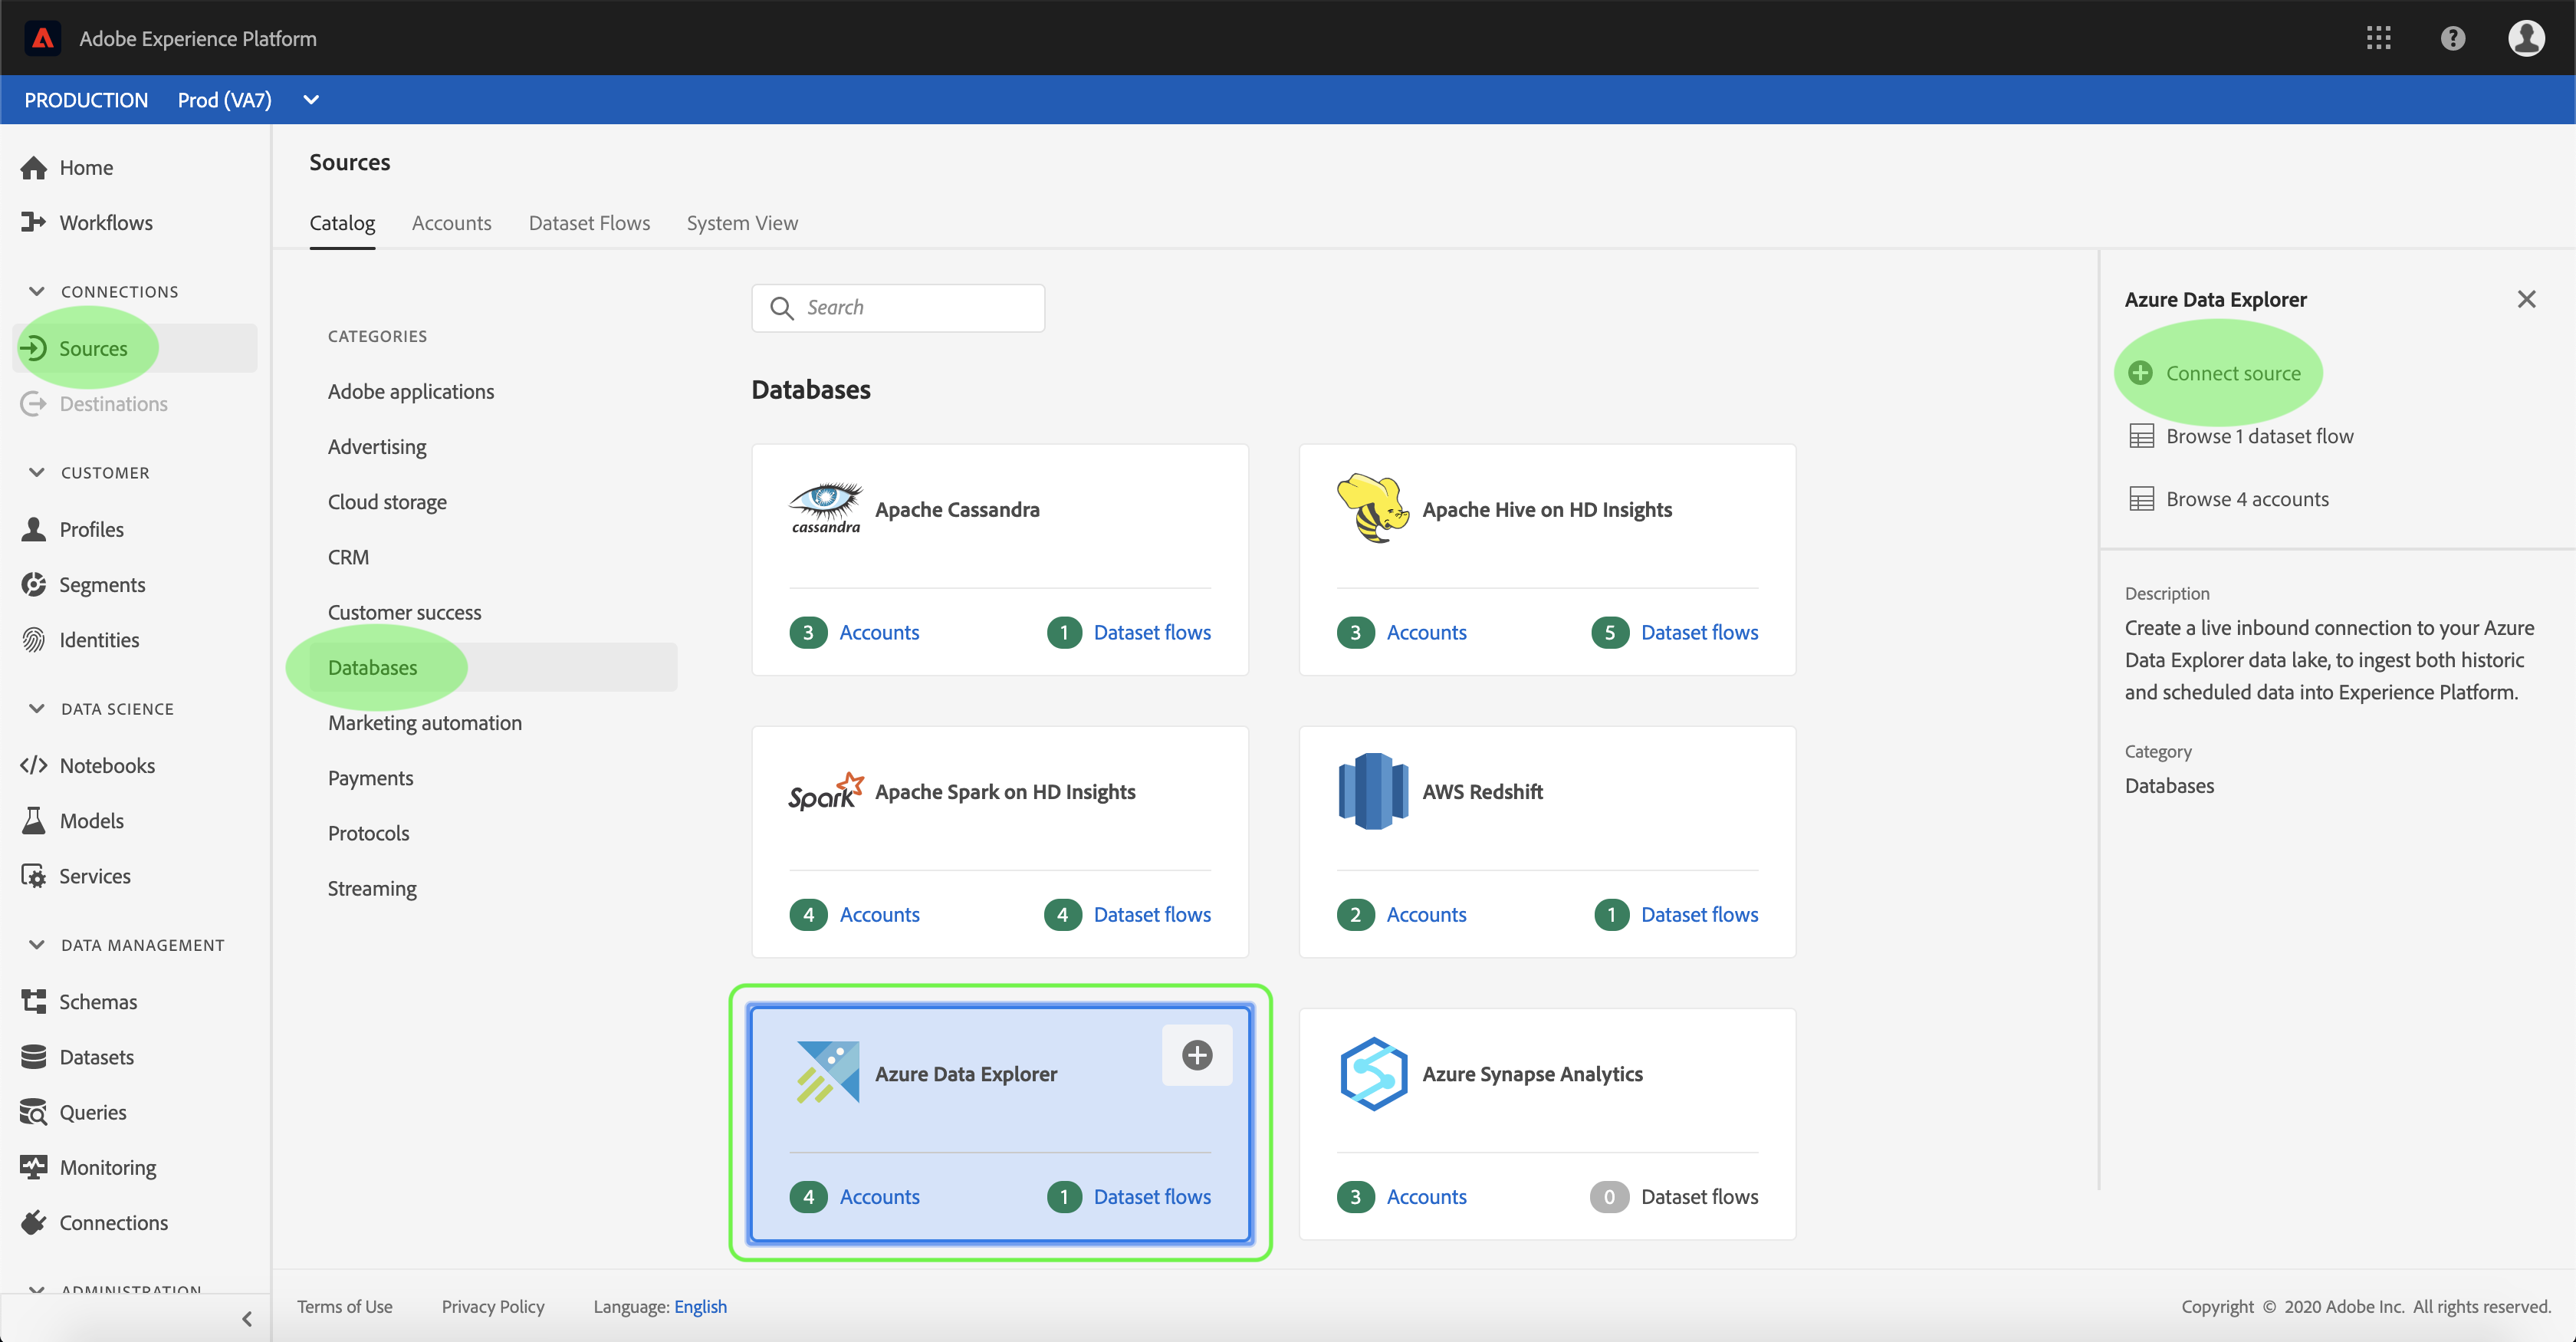 Adobe Experience Platform
PRODUCTION Prod (VA7)
Home
Workflows
CONNECTIONS
Sources
Destinations
CUSTOMER
Profiles
Segments
Identities
DATA SCIENCE
Notebooks
Models
Services
DATA MANAGEMENT
Schemas
Datasets
Queries
Monitoring
Connections
ADMINISTRATION
Sources
Catalog Accounts Dataset Flows System View
CATEGORIES
Adobe applications
Advertising
Cloud storage
CRM
Customer success
Databases
Marketing automation
Payments
Protocols
Streaming
Search
Databases
cassandra
Apache Cassandra
3 Accounts 1 Dataset flows
Apache Hive on HD Insights
3 Accounts 5 Dataset flows
Spark
Apache Spark on HD Insights
4 Accounts 4 Dataset flows
AWS Redshift
2 Accounts 1 Dataset flows
Azure Data Explorer
4 Accounts 1 Dataset flows
Azure Synapse Analytics
3 Accounts 0 Dataset flows
Azure Data Explorer
Connect source
Browse 1 dataset flow
Browse 4 accounts
Description
Create a live inbound connection to your Azure
Data Explorer data lake, to ingest both historic
and scheduled data into Experience Platform.
Category
Databases
Terms of Use Privacy Policy Language: English
Copyright © 2020 Adobe Inc. All rights reserved.